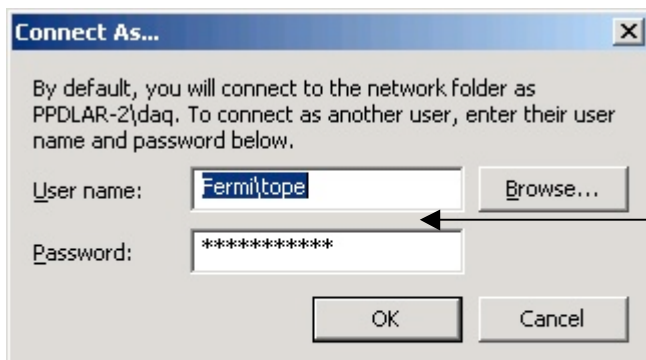 Connect As...
By default, you will connect to the network folder as
PPDLAR-2\daq. To connect as another user, enter their user
name and password below.
User name: Fermi\tope Browse...
Password: ***********
OK Cancel